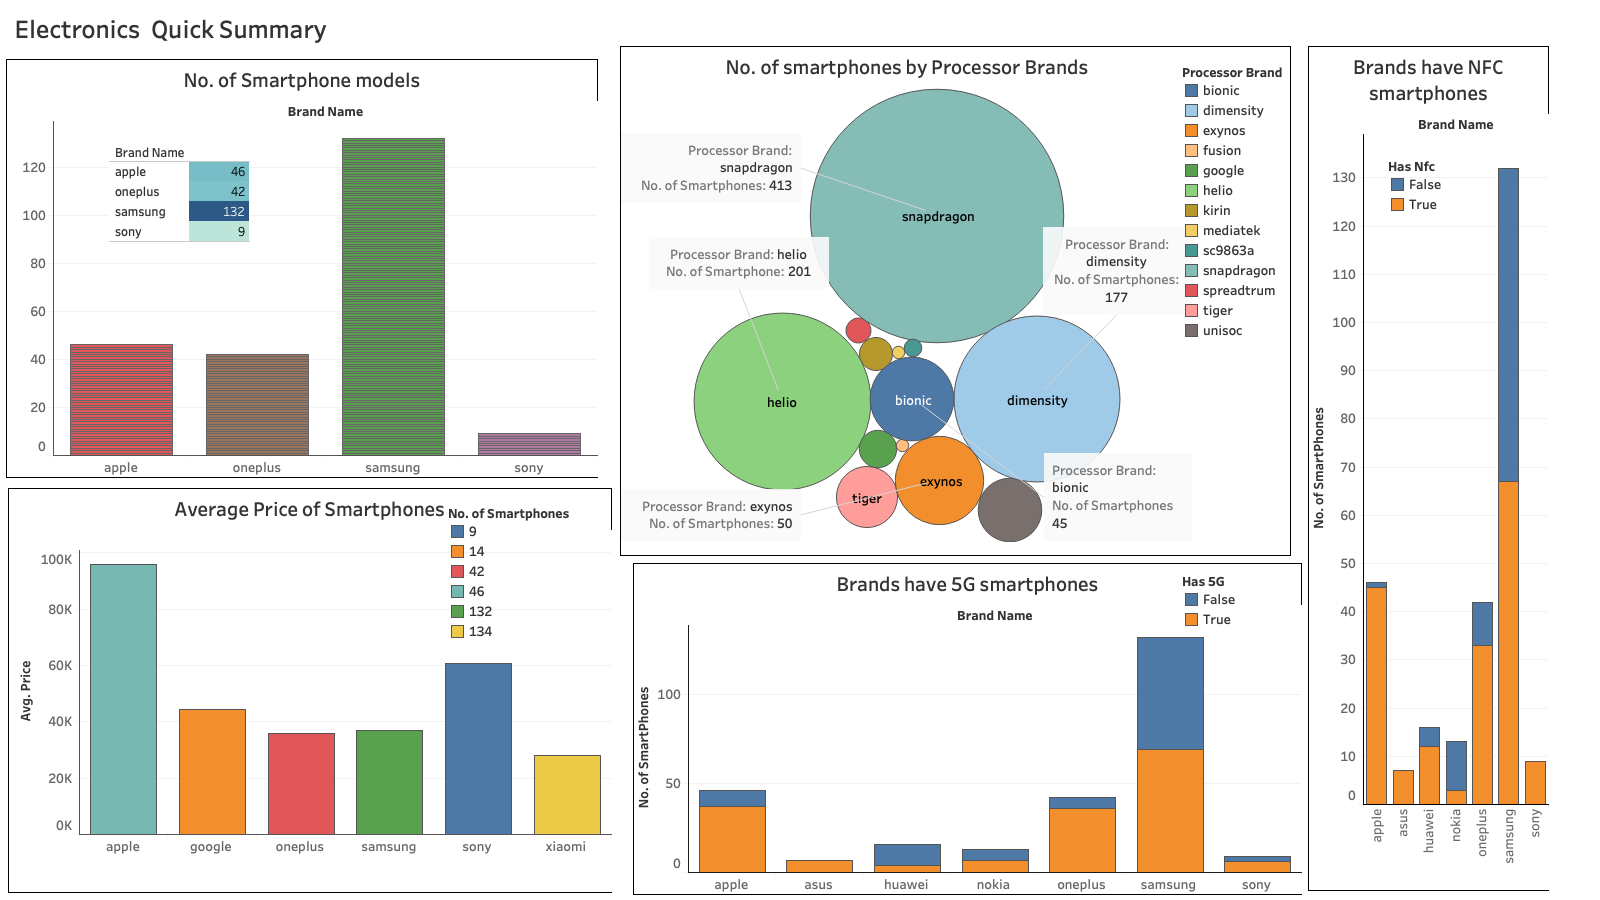 Electronics  Quick Summary
No. of Smartphone models
Brand Name
120
100
80
60
40
20
0
Brand Name
apple 46
oneplus 42
samsung 132
sony 9
apple oneplus samsung sony
Average Price of Smartphones
No. of Smartphones
9
14
42
46
132
134
Avg. Price
100K
80K
60K
40K
20K
0K
apple google oneplus samsung sony xiaomi
No. of smartphones by Processor Brands
Processor Brand
bionic
dimensity
exynos
fusion
google
helio
kirin
mediatek
sc9863a
snapdragon
spreadtrum
tiger
unisoc
Processor Brand:
snapdragon
No. of Smartphones: 413
snapdragon
Processor Brand: helio
No. of Smartphone: 201
Processor Brand:
dimensity
No. of Smartphones:
177
helio
bionic
dimensity
exynos
tiger
Processor Brand: exynos
No. of Smartphones: 50
Processor Brand:
bionic
No. of Smartphones
45
Brands have 5G smartphones
Has 5G
False
True
Brand Name
No. of SmartPhones
100
50
0
apple asus huawei nokia oneplus samsung sony
Brands have NFC
smartphones
Brand Name
Has Nfc
False
True
No. of SmartPhones
130
120
110
100
90
80
70
60
50
40
30
20
10
0
apple
asus
huawei
nokia
oneplus
samsung
sony